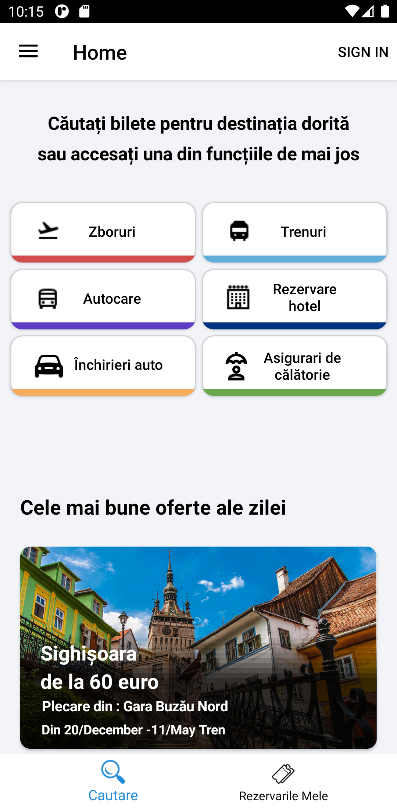 10:15
Home
SIGN IN
Căutați bilete pentru destinația dorită
sau accesați una din funcțiile de mai jos
Zboruri
Trenuri
Autocare
Rezervare
hotel
Închirieri auto
Asigurari de
călătorie
Cele mai bune oferte ale zilei
Sighișoara
de la 60 euro
Plecare din : Gara Buzău Nord
Din 20/December -11/May Tren
Cautare
Rezervarile Mele